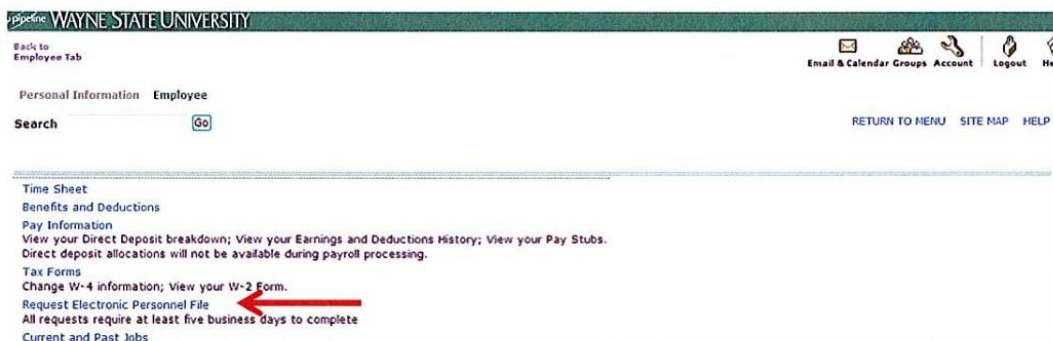 pipeline WAYNE STATE UNIVERSITY
Back to
Employee Tab
Email & Calendar Groups Account Logout
Personal Information Employee
Search Go
RETURN TO MENU SITE MAP HELP
Time Sheet
Benefits and Deductions
Pay Information
View your Direct Deposit breakdown; View your Earnings and Deductions History; View your Pay Stubs.
Direct deposit allocations will not be available during payroll processing.
Tax Forms
Change W-4 information; View your W-2 Form.
Request Electronic Personnel File
All requests require at least five business days to complete
Current and Past Jobs